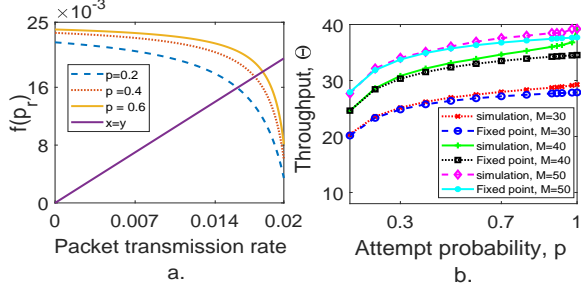 25 × 10⁻³
16
8
0
f(p_r)
p=0.2
p =0.4
p = 0.6
x=y
0 0.007 0.014 0.02
Packet transmission rate
a.
40
30
20
10
Throughput, Θ
simulation, M=30
Fixed point, M=30
simulation, M=40
Fixed point, M=40
simulation, M=50
Fixed point, M=50
0.3 0.7 1
Attempt probability, p
b.